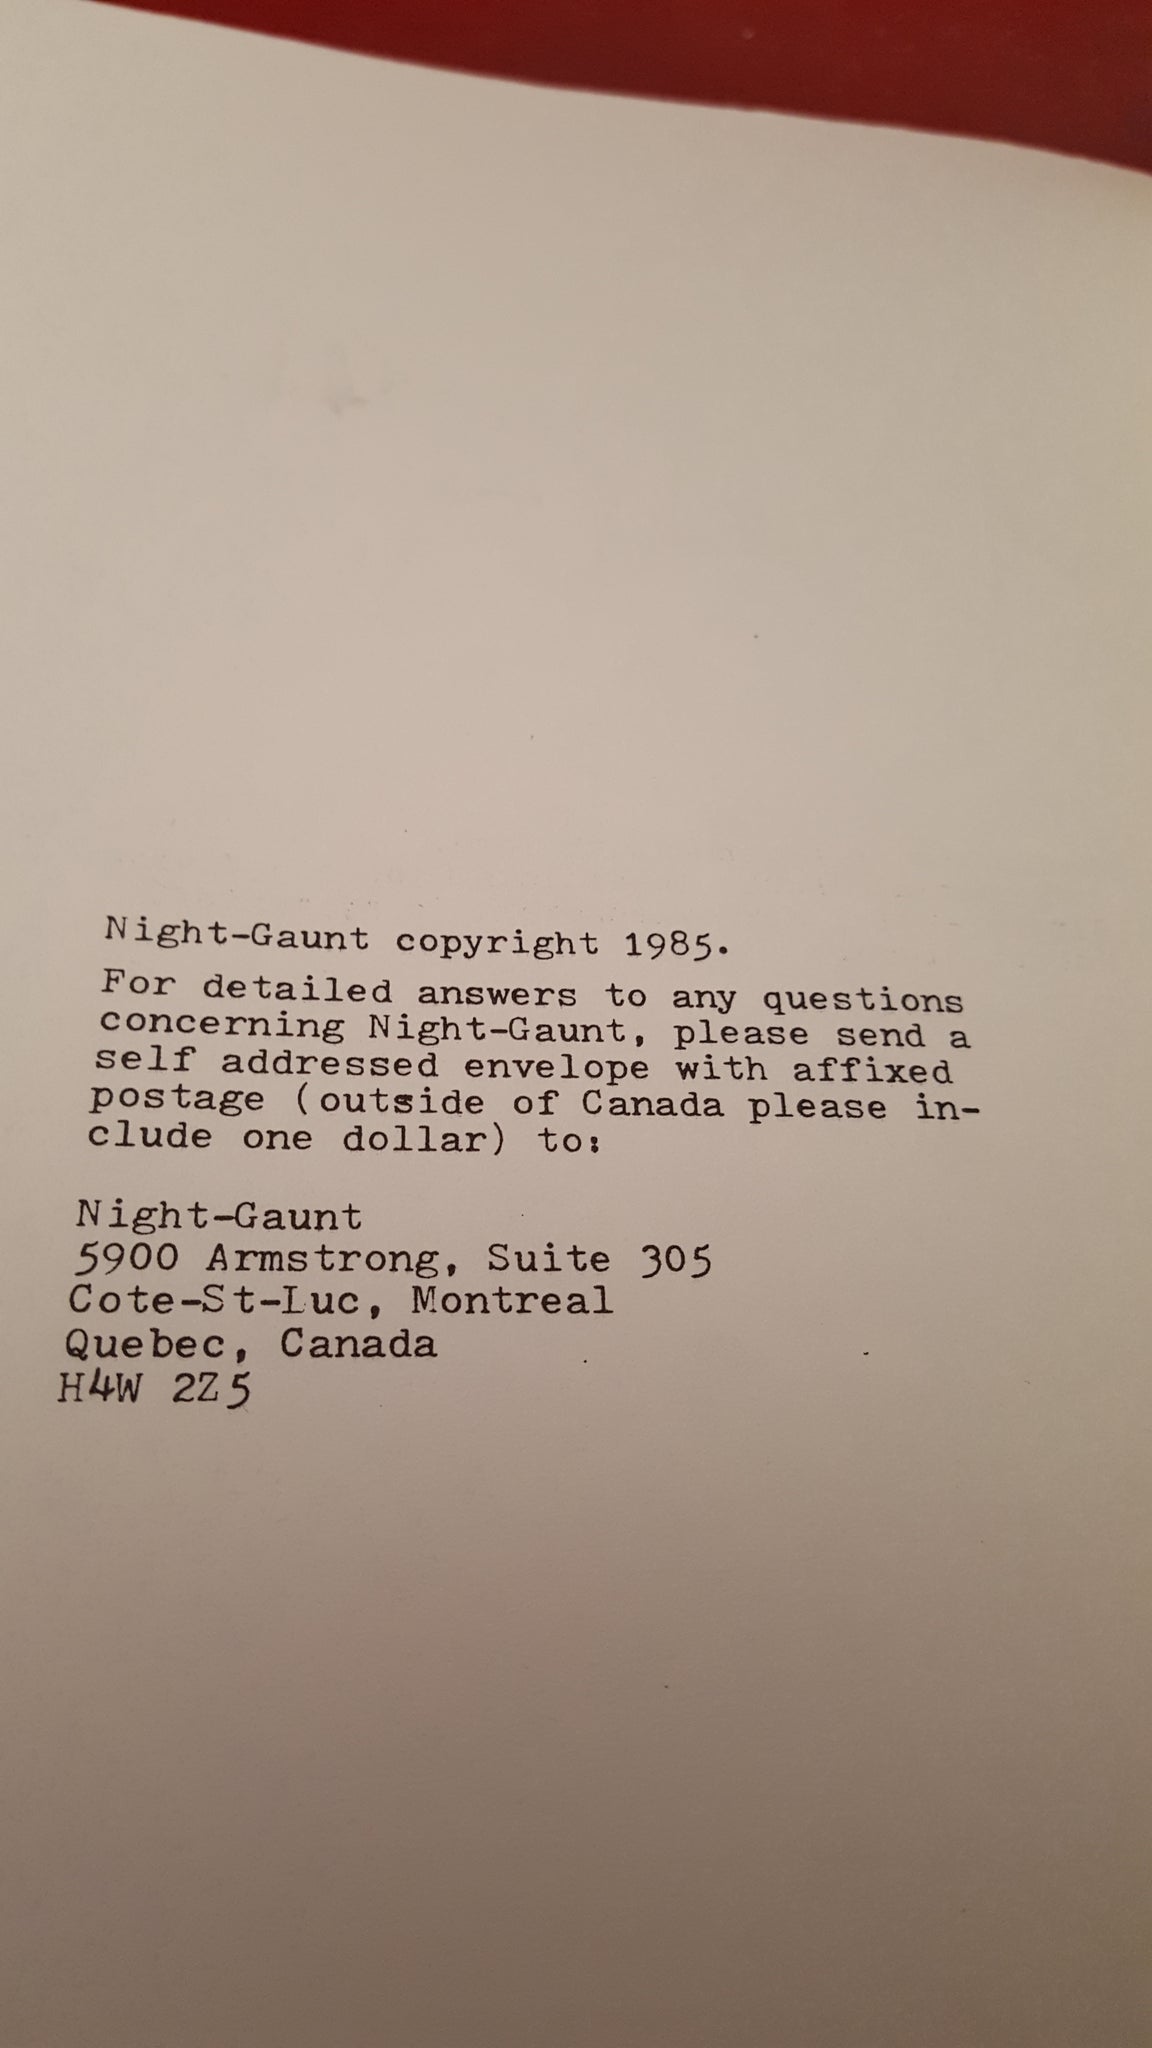 Night-Gaunt copyright 1985.
For detailed answers to any questions
concerning Night-Gaunt, please send a
self addressed envelope with affixed
postage (outside of Canada please in-
clude one dollar) to:
Night-Gaunt
5900 Armstrong, Suite 305
Cote-St-Luc, Montreal
Quebec, Canada
H4W 2Z5